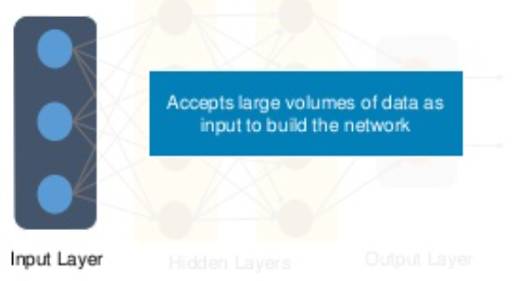 Accepts large volumes of data as
input to build the network
Input Layer
Hidden Layers
Output Layer